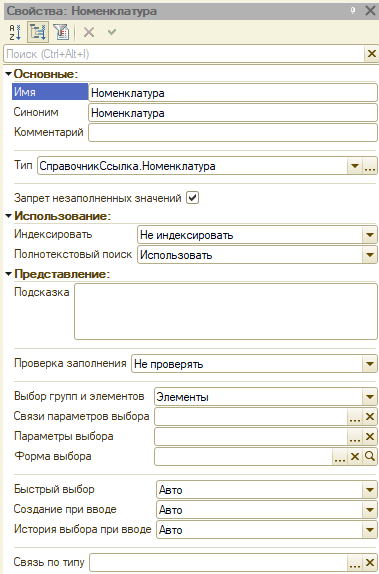 Свойства: Номенклатура
Поиск (Ctrl+Alt+I)
Основные:
Имя Номенклатура
Синоним Номенклатура
Комментарий
Тип СправочникСсылка.Номенклатура
Запрет незаполненных значений
Использование:
Индексировать Не индексировать
Полнотекстовый поиск Использовать
Представление:
Подсказка
Проверка заполнения Не проверять
Выбор групп и элементов Элементы
Связи параметров выбора
Параметры выбора
Форма выбора
Быстрый выбор Авто
Создание при вводе Авто
История выбора при вводе Авто
Связь по типу